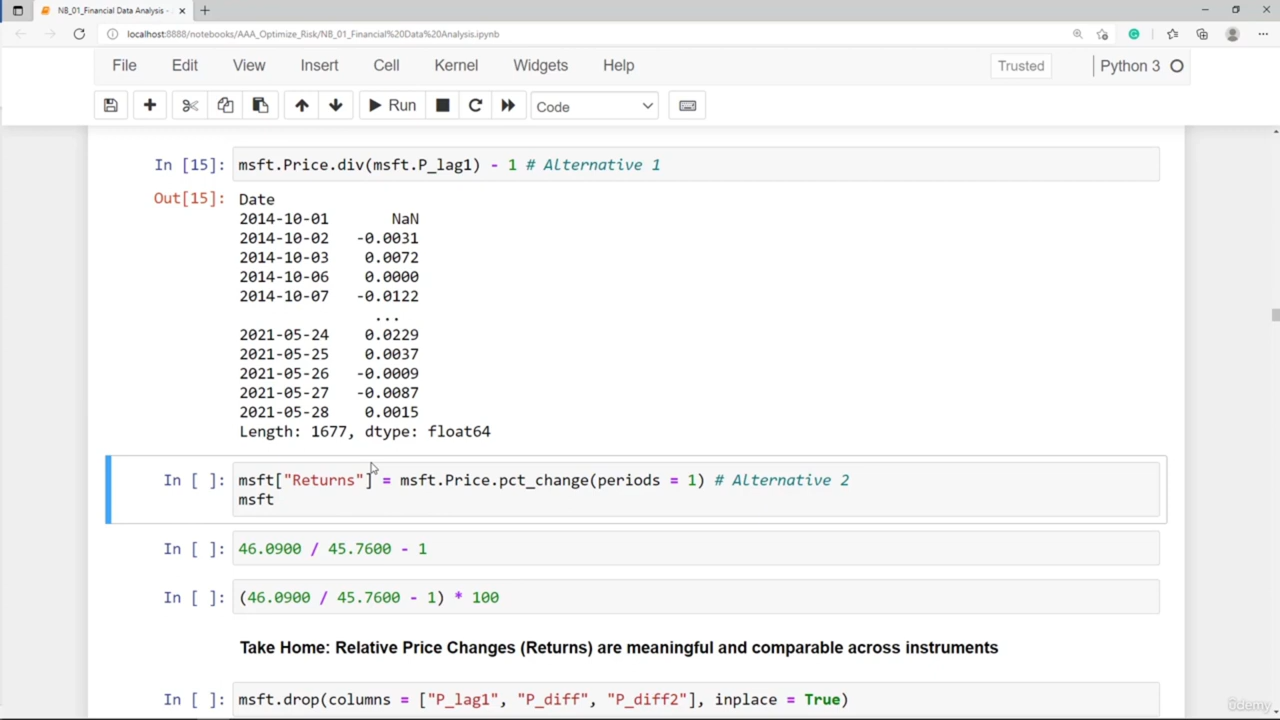 NB_01_Financial Data Analysis -
localhost:8888/notebooks/AAA_Optimize_Risk/NB_01_Financial%20Data%20Analysis.ipynb
File Edit View Insert Cell Kernel Widgets Help Trusted Python 3
Run Code
In [15]: msft.Price.div(msft.P_lag1) - 1 # Alternative 1
Out[15]: Date
2014-10-01 NaN
2014-10-02 -0.0031
2014-10-03 0.0072
2014-10-06 0.0000
2014-10-07 -0.0122
...
2021-05-24 0.0229
2021-05-25 0.0037
2021-05-26 -0.0009
2021-05-27 -0.0087
2021-05-28 0.0015
Length: 1677, dtype: float64
In [ ]: msft["Returns"] = msft.Price.pct_change(periods = 1) # Alternative 2
msft
In [ ]: 46.0900 / 45.7600 - 1
In [ ]: (46.0900 / 45.7600 - 1) * 100
Take Home: Relative Price Changes (Returns) are meaningful and comparable across instruments
In [ ]: msft.drop(columns = ["P_lag1", "P_diff", "P_diff2"], inplace = True)
ûdemy